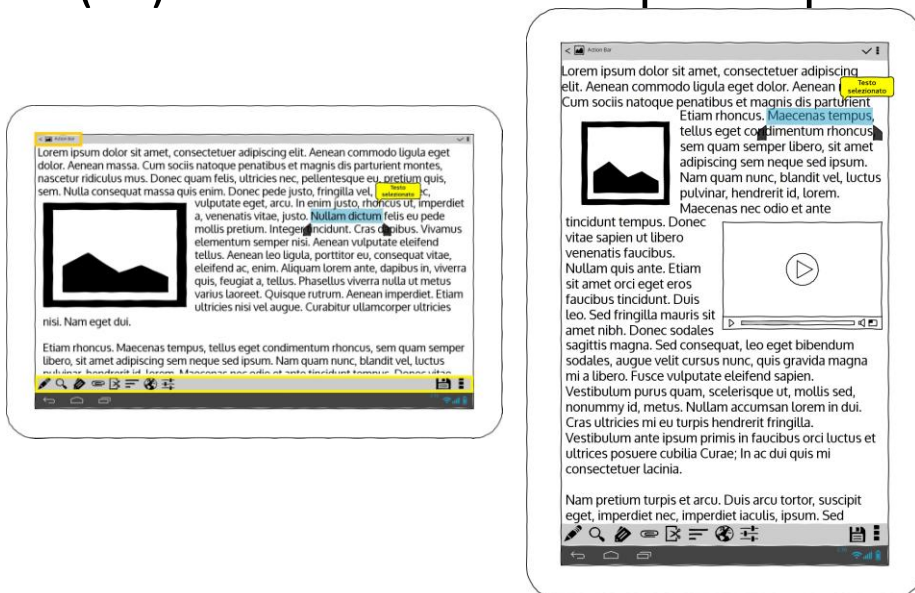 Action Bar
Lorem ipsum dolor sit amet, consectetuer adipiscing elit. Aenean commodo ligula eget
dolor. Aenean massa. Cum sociis natoque penatibus et magnis dis parturient montes,
nascetur ridiculus mus. Donec quam felis, ultricies nec, pellentesque eu, pretium quis,
sem. Nulla consequat massa quis enim. Donec pede justo, fringilla vel,
Testo
selezionato
vulputate eget, arcu. In enim justo, rhoncus ut, imperdiet
a, venenatis vitae, justo. Nullam dictum felis eu pede
mollis pretium. Integer tincidunt. Cras dapibus. Vivamus
elementum semper nisi. Aenean vulputate eleifend
tellus. Aenean leo ligula, porttitor eu, consequat vitae,
eleifend ac, enim. Aliquam lorem ante, dapibus in, viverra
quis, feugiat a, tellus. Phasellus viverra nulla ut metus
varius laoreet. Quisque rutrum. Aenean imperdiet. Etiam
ultricies nisi vel augue. Curabitur ullamcorper ultricies
nisi. Nam eget dui.
Etiam rhoncus. Maecenas tempus, tellus eget condimentum rhoncus, sem quam semper
libero, sit amet adipiscing sem neque sed ipsum. Nam quam nunc, blandit vel, luctus
pulvinar, hendrerit id, lorem. Maecenas nec odio et ante tincidunt tempus. Donec vitae
Action Bar
Lorem ipsum dolor sit amet, consectetuer adipiscing
elit. Aenean commodo ligula eget dolor. Aenean
Testo
selezionato
Cum sociis natoque penatibus et magnis dis parturient
Etiam rhoncus. Maecenas tempus,
tellus eget condimentum rhoncus,
sem quam semper libero, sit amet
adipiscing sem neque sed ipsum.
Nam quam nunc, blandit vel, luctus
pulvinar, hendrerit id, lorem.
Maecenas nec odio et ante
tincidunt tempus. Donec
vitae sapien ut libero
venenatis faucibus.
Nullam quis ante. Etiam
sit amet orci eget eros
faucibus tincidunt. Duis
leo. Sed fringilla mauris sit
amet nibh. Donec sodales
sagittis magna. Sed consequat, leo eget bibendum
sodales, augue velit cursus nunc, quis gravida magna
mi a libero. Fusce vulputate eleifend sapien.
Vestibulum purus quam, scelerisque ut, mollis sed,
nonummy id, metus. Nullam accumsan lorem in dui.
Cras ultricies mi eu turpis hendrerit fringilla.
Vestibulum ante ipsum primis in faucibus orci luctus et
ultrices posuere cubilia Curae; In ac dui quis mi
consectetuer lacinia.
Nam pretium turpis et arcu. Duis arcu tortor, suscipit
eget, imperdiet nec, imperdiet iaculis, ipsum. Sed